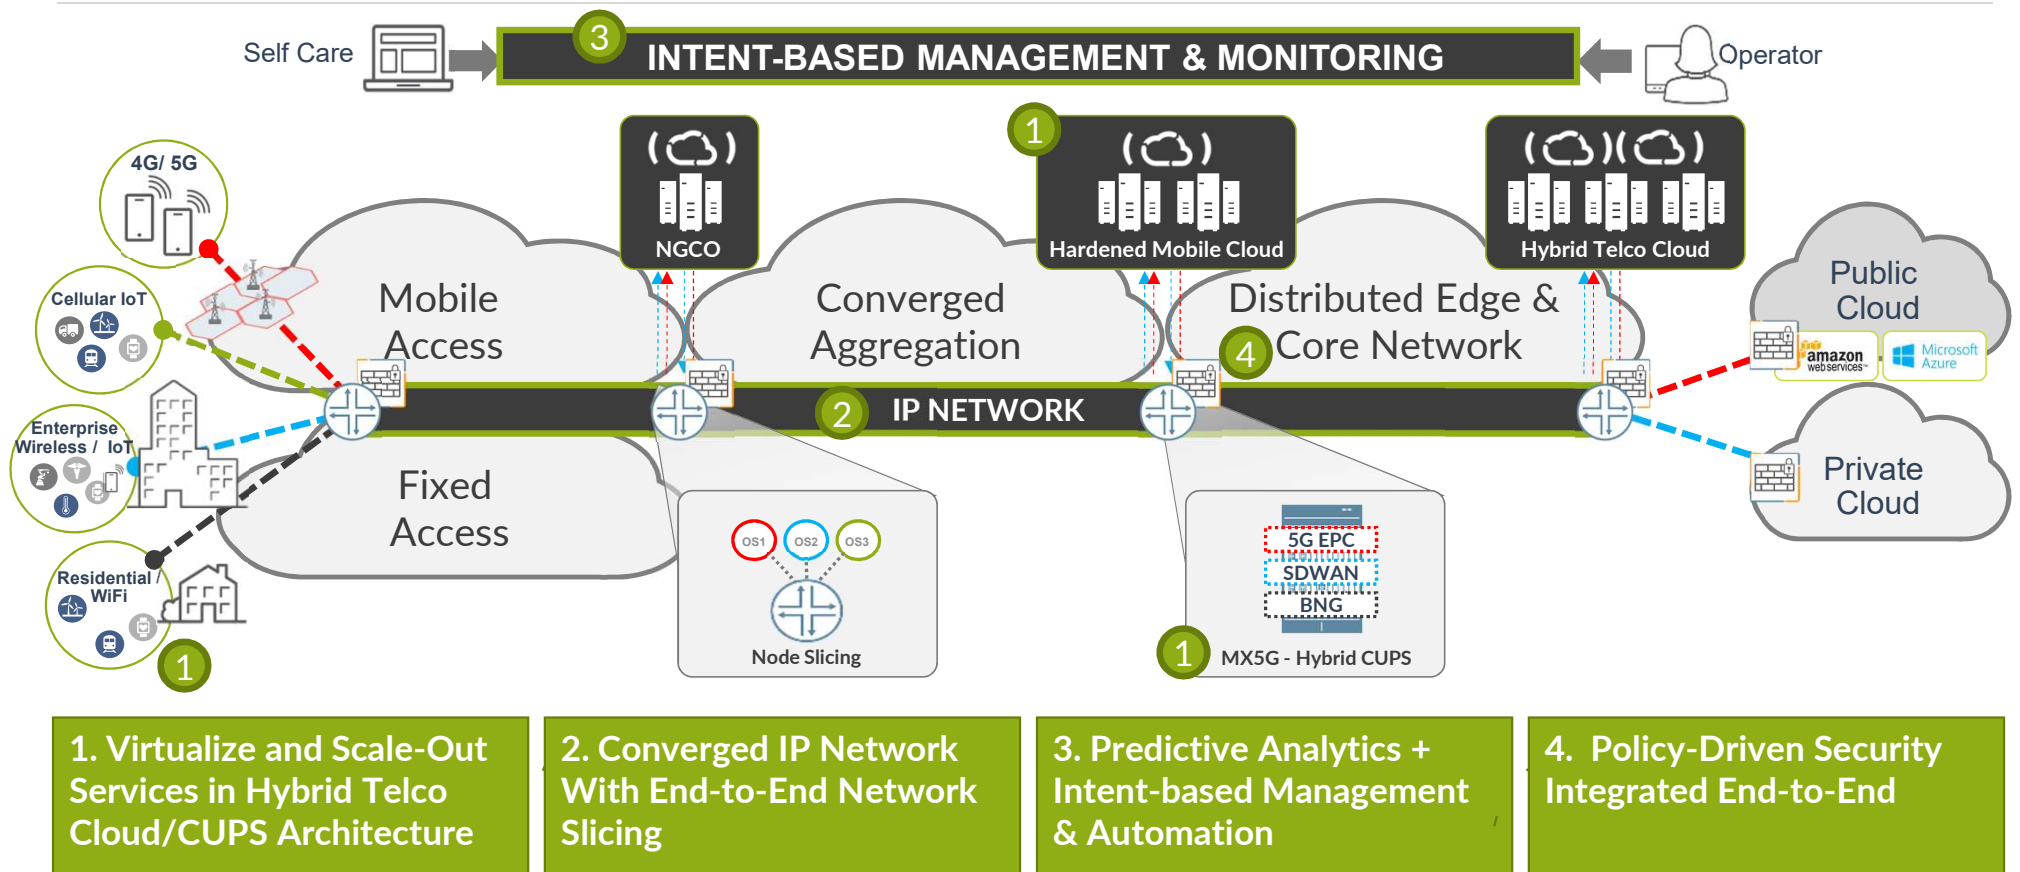 Self Care
3
INTENT-BASED MANAGEMENT & MONITORING
Operator
4G/ 5G
NGCO
1
Hardened Mobile Cloud
Hybrid Telco Cloud
Cellular IoT
Mobile
Access
Converged
Aggregation
Distributed Edge &
4
Core Network
Public
Cloud
amazon
webservices™
Microsoft
Azure
2
IP NETWORK
Enterprise
Wireless / IoT
Fixed
Access
Private
Cloud
OS1
OS2
OS3
Node Slicing
5G EPC
SDWAN
BNG
1
MX5G - Hybrid CUPS
Residential /
WiFi
1
1. Virtualize and Scale-Out
Services in Hybrid Telco
Cloud/CUPS Architecture
2. Converged IP Network
With End-to-End Network
Slicing
3. Predictive Analytics +
Intent-based Management
& Automation
4. Policy-Driven Security
Integrated End-to-End